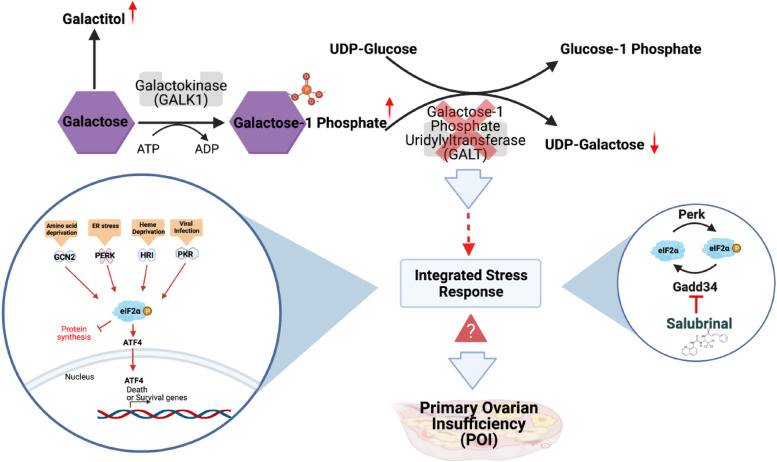 Galactitol
UDP-Glucose
Glucose-1 Phosphate
Galactokinase
(GALK1)
Galactose
Galactose-1 Phosphate
ATP
ADP
P
Galactose-1
Phosphate
Uridylyltransferase
(GALT)
UDP-Galactose
Amino acid
deprivation
ER stress
Heme
Deprivation
Viral
Infection
GCN2
PERK
HRI
PKR
eIF2α
P
Protein
synthesis
ATF4
Nucleus
ATF4
Death
or Survival genes
Integrated Stress
Response
?
Primary Ovarian
Insufficiency
(POI)
Perk
eIF2α
eIF2α
P
Gadd34
Salubrinal